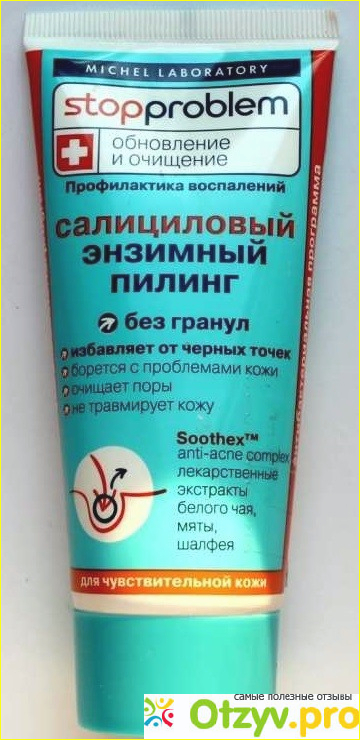 MICHEL LABORATORY
stopproblem
обновление
и очищение
Профилактика воспалений
салициловый
энзимный
пилинг
без гранул
избавляет от черных точек
борется с проблемами кожи
очищает поры
не травмирует кожу
Soothex™
anti-acne complex
лекарственные
экстракты
белого чая,
мяты,
шалфея
для чувствительной кожи
Антибактериальная программа
самые полезные отзывы
Otzyv.pro